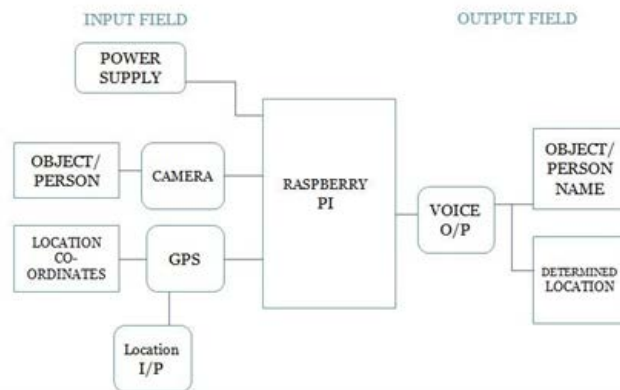 INPUT FIELD
OUTPUT FIELD
POWER
SUPPLY
OBJECT/
PERSON
CAMERA
RASPBERRY
PI
OBJECT/
PERSON
NAME
VOICE
O/P
LOCATION
CO-
ORDINATES
GPS
DETERMINED
LOCATION
Location
I/P